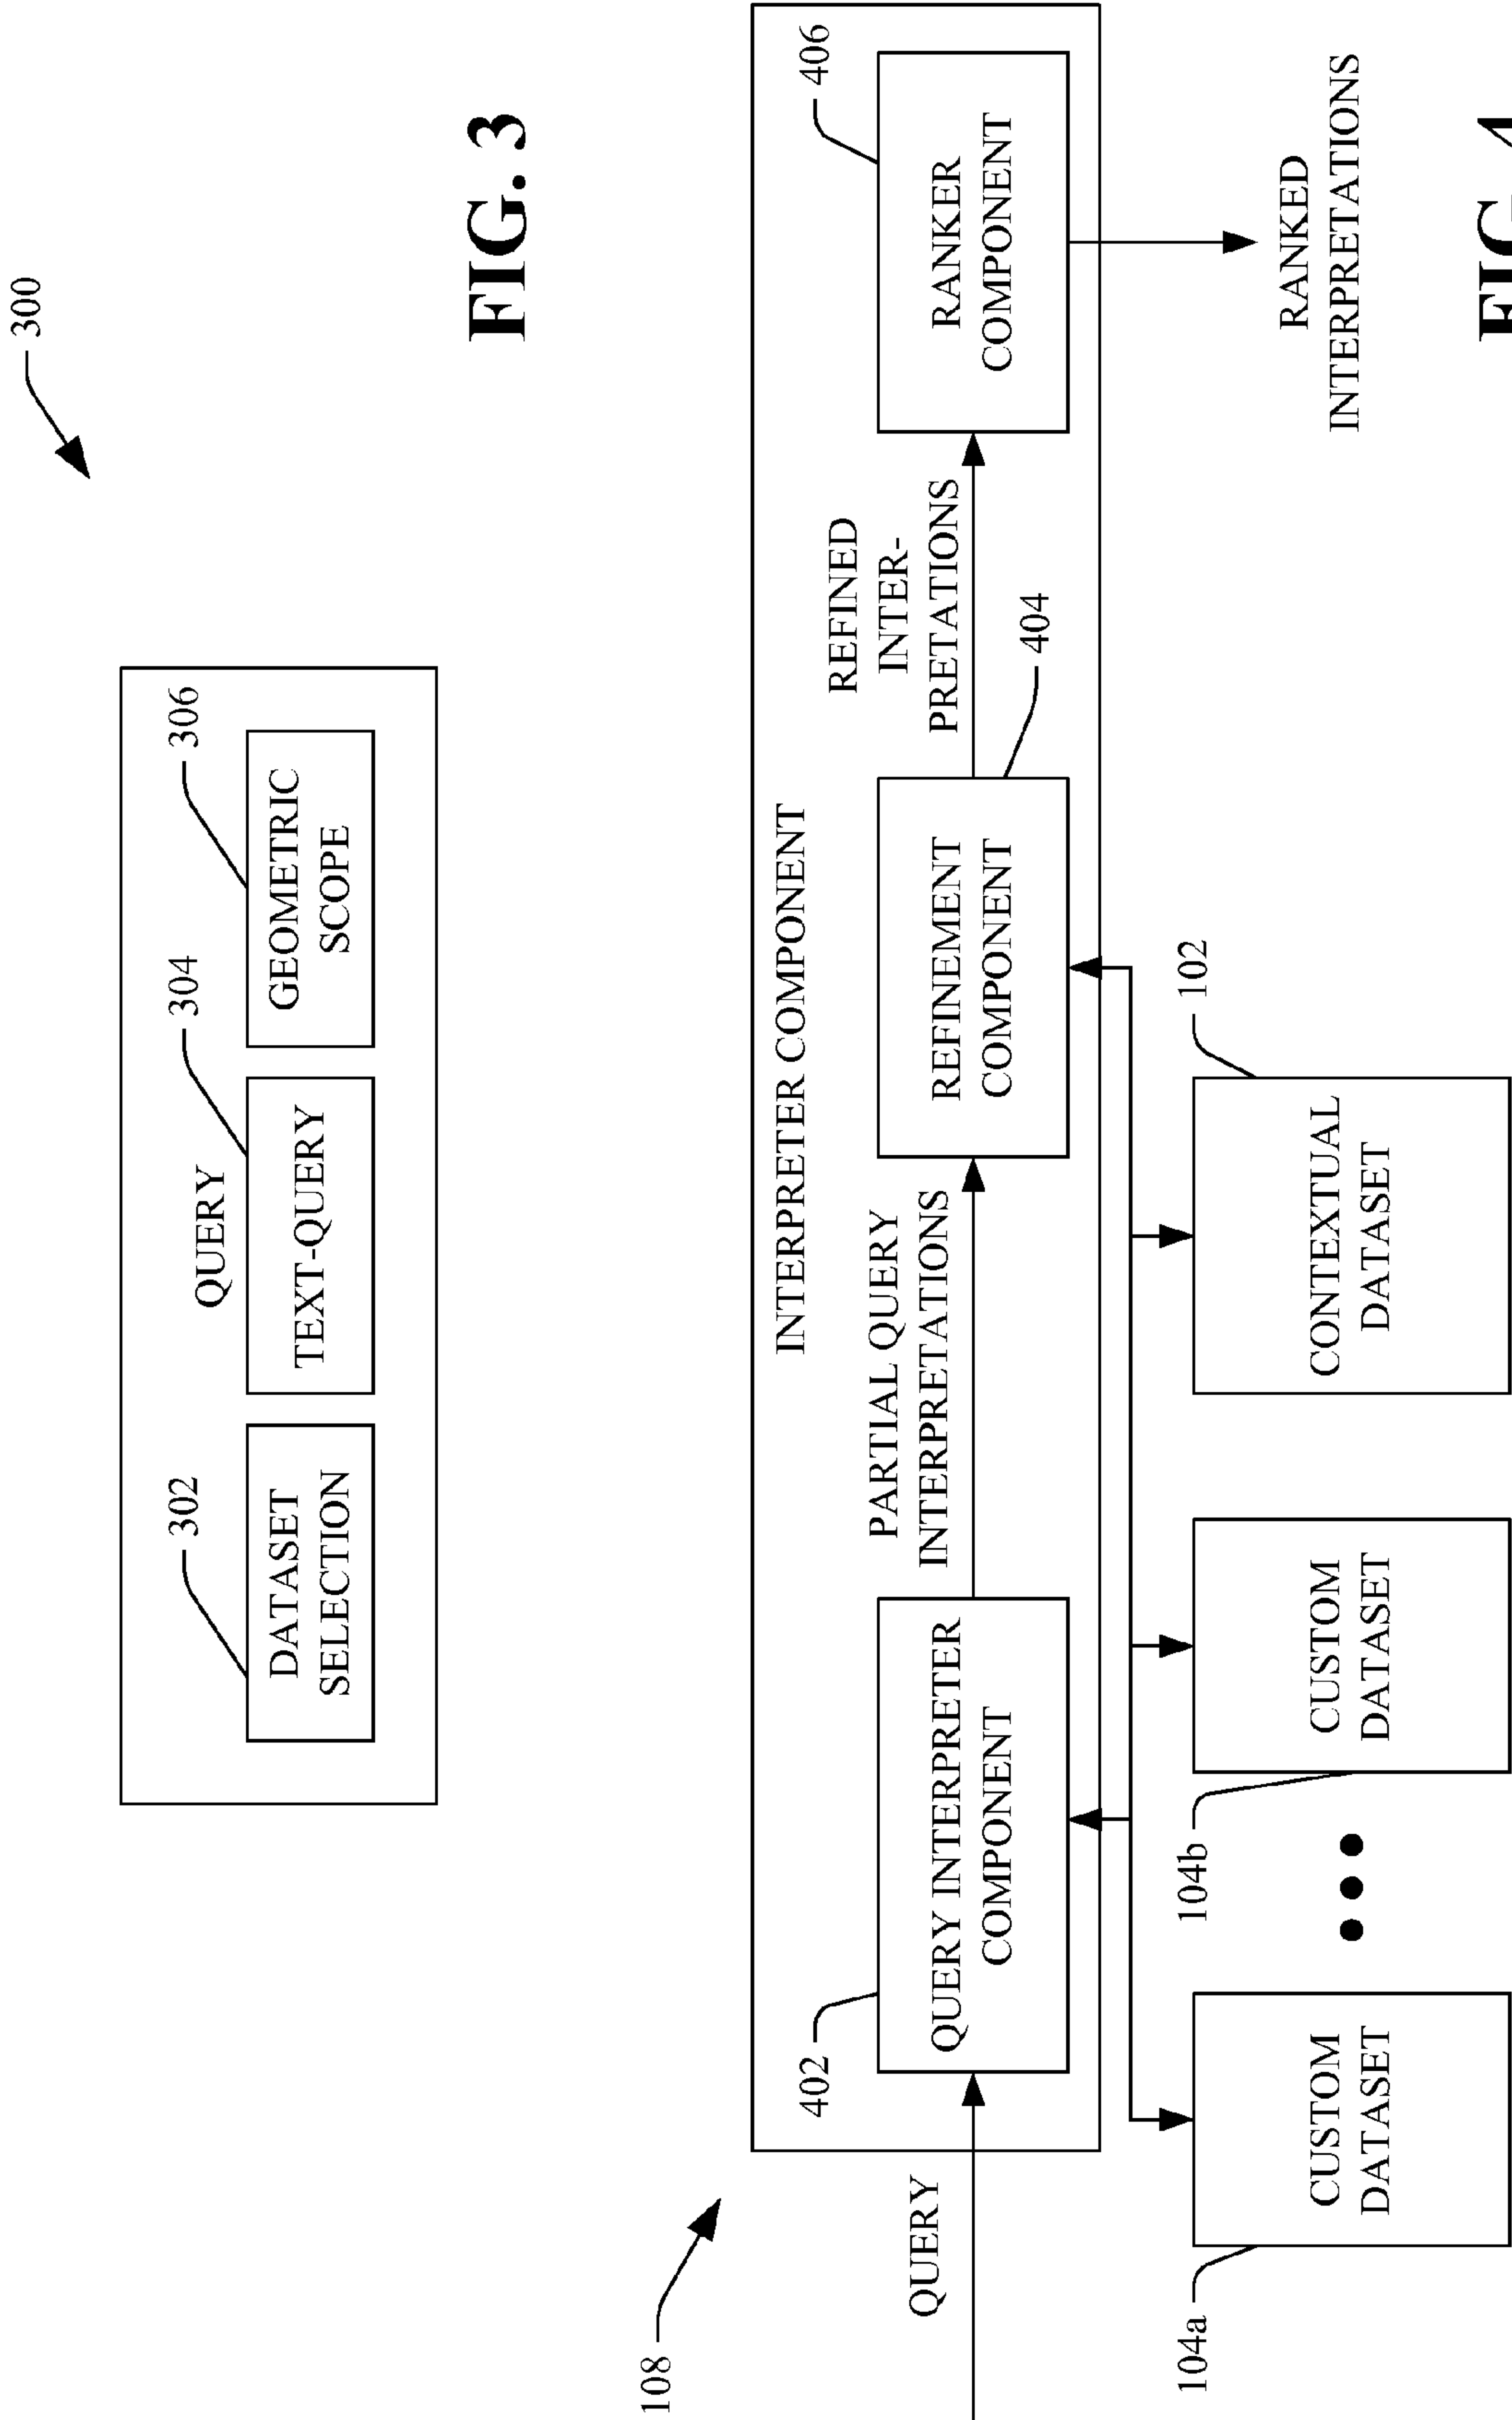 300
QUERY
302
304
306
DATASET
SELECTION
TEXT-QUERY
GEOMETRIC
SCOPE
FIG. 3
108
INTERPRETER COMPONENT
402
406
QUERY
QUERY INTERPRETER
COMPONENT
PARTIAL QUERY
INTERPRETATIONS
REFINEMENT
COMPONENT
404
REFINED
INTER-
PRETATIONS
RANKER
COMPONENT
104a
CUSTOM
DATASET
104b
CUSTOM
DATASET
102
CONTEXTUAL
DATASET
RANKED
INTERPRETATIONS
FIG.